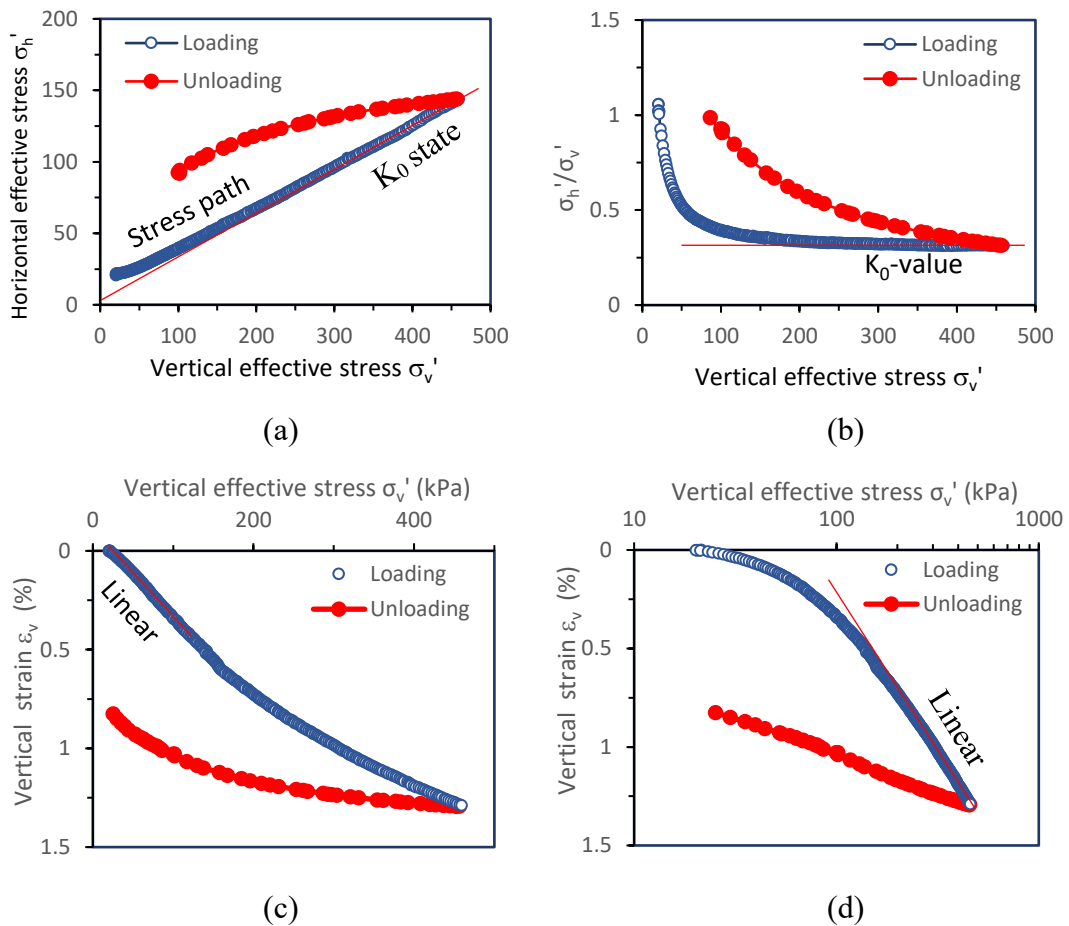 200
150
100
50
0
Horizontal effective stress σh'
Loading
Unloading
Stress path
K0 state
0 100 200 300 400 500
Vertical effective stress σv'
(a)
1.5
1
0.5
0
σh'/σv'
Loading
Unloading
K0-value
0 100 200 300 400 500
Vertical effective stress σv'
(b)
Vertical effective stress σv' (kPa)
0 200 400
0
0.5
1
1.5
Vertical strain εv (%)
Loading
Unloading
Linear
(c)
Vertical effective stress σv' (kPa)
10 100 1000
0
0.5
1
1.5
Vertical strain εv (%)
Loading
Unloading
Linear
(d)